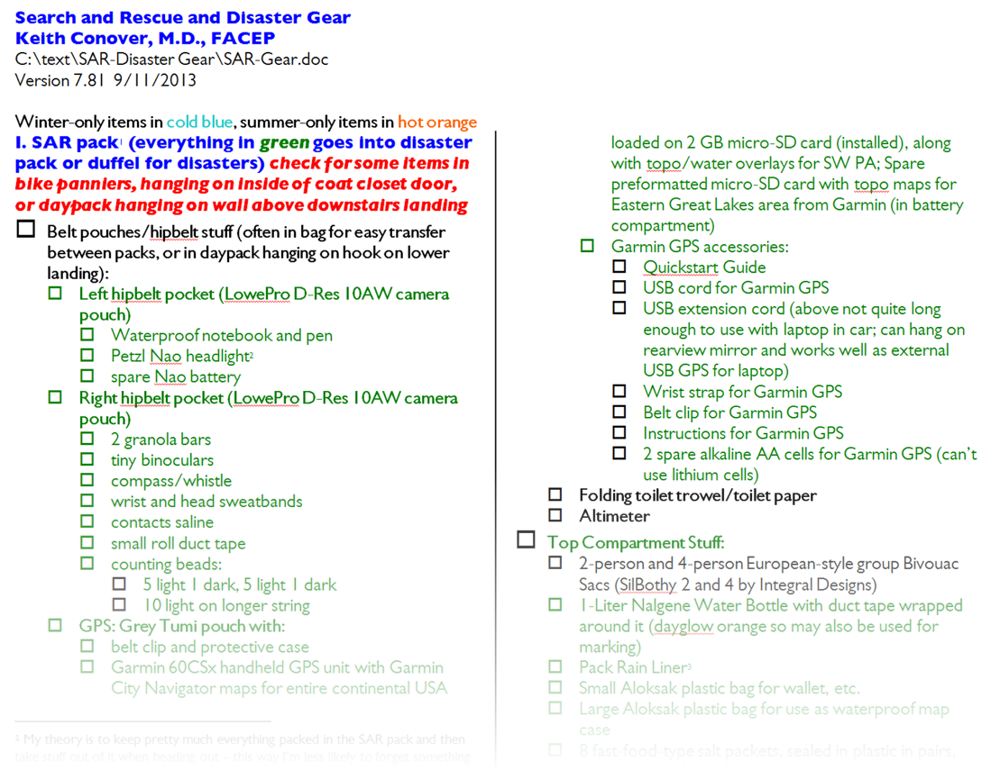 Search and Rescue and Disaster Gear
Keith Conover, M.D., FACEP
C:\text\SAR-Disaster Gear\SAR-Gear.doc
Version 7.81 9/11/2013
Winter-only items in cold blue, summer-only items in hot orange
I. SAR pack¹ (everything in green goes into disaster
pack or duffel for disasters) check for some items in
bike panniers, hanging on inside of coat closet door,
or daypack hanging on wall above downstairs landing
Belt pouches/hipbelt stuff (often in bag for easy transfer
between packs, or in daypack hanging on hook on lower
landing):
Left hipbelt pocket (LowePro D-Res 10AW camera
pouch)
Waterproof notebook and pen
Petzl Nao headlight²
spare Nao battery
Right hipbelt pocket (LowePro D-Res 10AW camera
pouch)
2 granola bars
tiny binoculars
compass/whistle
wrist and head sweatbands
contacts saline
small roll duct tape
counting beads:
5 light 1 dark, 5 light 1 dark
10 light on longer string
GPS: Grey Tumi pouch with:
belt clip and protective case
Garmin 60CSx handheld GPS unit with Garmin
City Navigator maps for entire continental USA
¹ My theory is to keep pretty much everything packed in the SAR pack and then
take stuff out of it when heading out – this way I'm less likely to forget something
loaded on 2 GB micro-SD card (installed), along
with topo/water overlays for SW PA; Spare
preformatted micro-SD card with topo maps for
Eastern Great Lakes area from Garmin (in battery
compartment)
Garmin GPS accessories:
Quickstart Guide
USB cord for Garmin GPS
USB extension cord (above not quite long
enough to use with laptop in car; can hang on
rearview mirror and works well as external
USB GPS for laptop)
Wrist strap for Garmin GPS
Belt clip for Garmin GPS
Instructions for Garmin GPS
2 spare alkaline AA cells for Garmin GPS (can't
use lithium cells)
Folding toilet trowel/toilet paper
Altimeter
Top Compartment Stuff:
2-person and 4-person European-style group Bivouac
Sacs (SilBothy 2 and 4 by Integral Designs)
1-Liter Nalgene Water Bottle with duct tape wrapped
around it (dayglow orange so may also be used for
marking)
Pack Rain Liner³
Small Aloksak plastic bag for wallet, etc.
Large Aloksak plastic bag for use as waterproof map
case
8 fast-food-type salt packets, sealed in plastic in pairs.